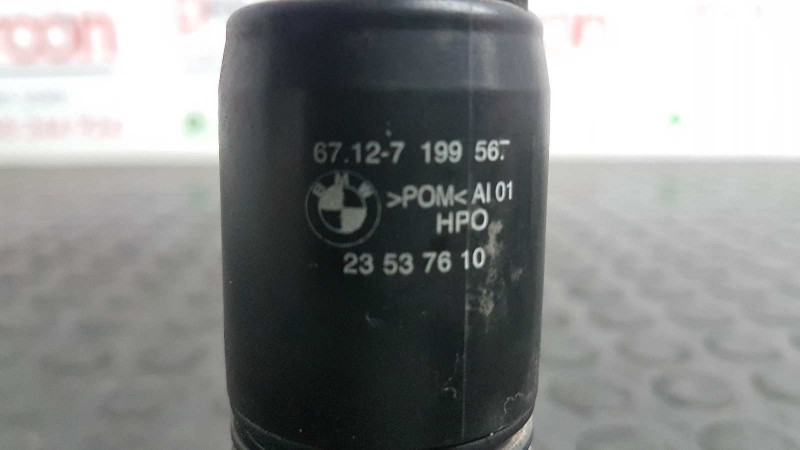 67.12-7 199 567
BMW
>POM< AI 01
HPO
23 53 76 10